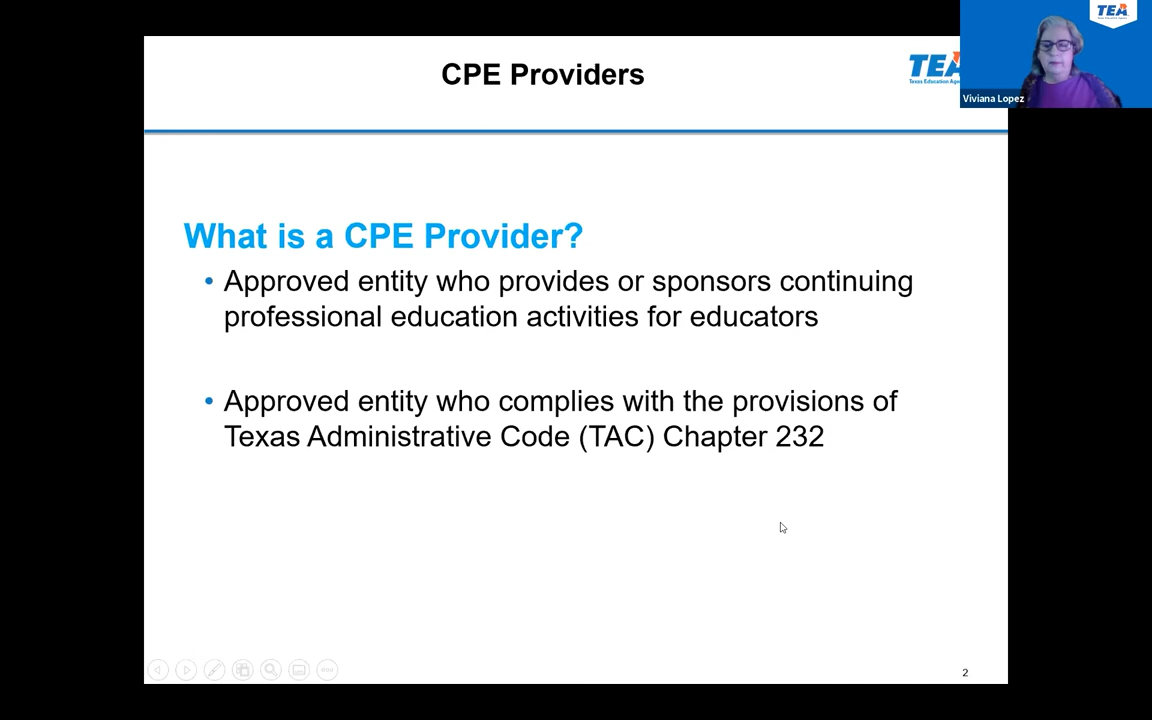 CPE Providers
TEA
Texas Education Age
TEA
Viviana Lopez
What is a CPE Provider?
• Approved entity who provides or sponsors continuing
professional education activities for educators
• Approved entity who complies with the provisions of
Texas Administrative Code (TAC) Chapter 232
2